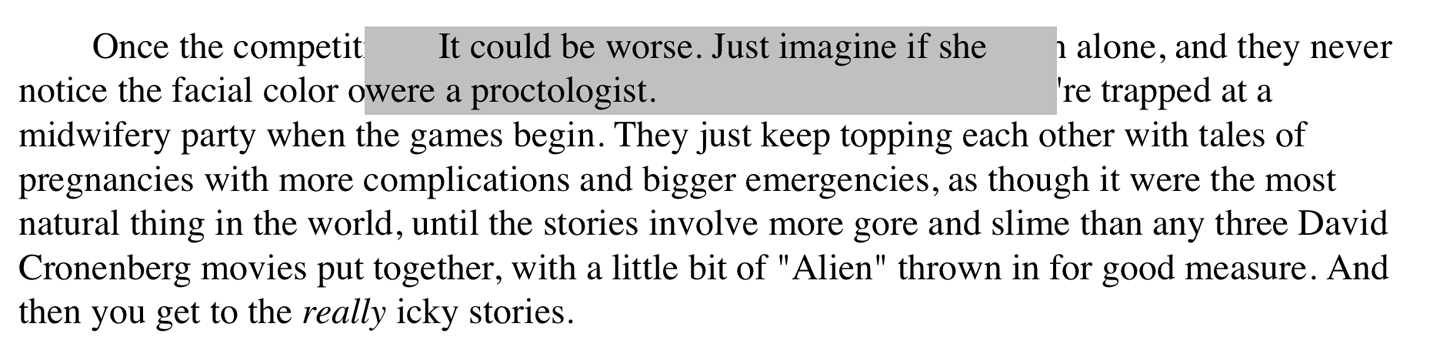 Once the It could be worse. Just imagine if she alone, and they never
notice the facial color were a proctologist. 're trapped at a
midwifery party when the games begin. They just keep topping each other with tales of
pregnancies with more complications and bigger emergencies, as though it were the most
natural thing in the world, until the stories involve more gore and slime than any three David
Cronenberg movies put together, with a little bit of "Alien" thrown in for good measure. And
then you get to the really icky stories.